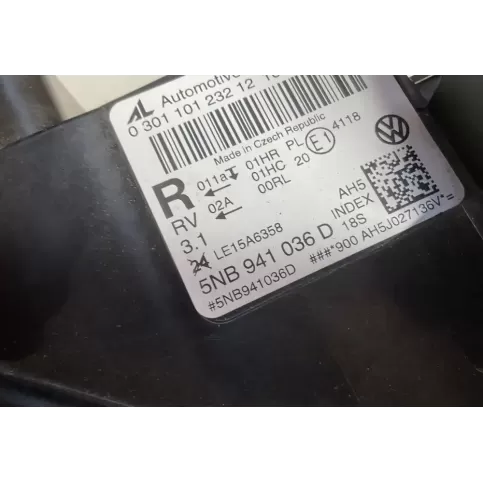 AL Automotive
0 301 101 232 12
Made in Czech Republic
R 011a 01HR PL E1 4118
01HC 20
RV 02A 00RL
3.1
24 LE15A6358
AH5
INDEX
18S
5NB 941 036 D
###*900 AH5J027136V*=
#5NB941036D